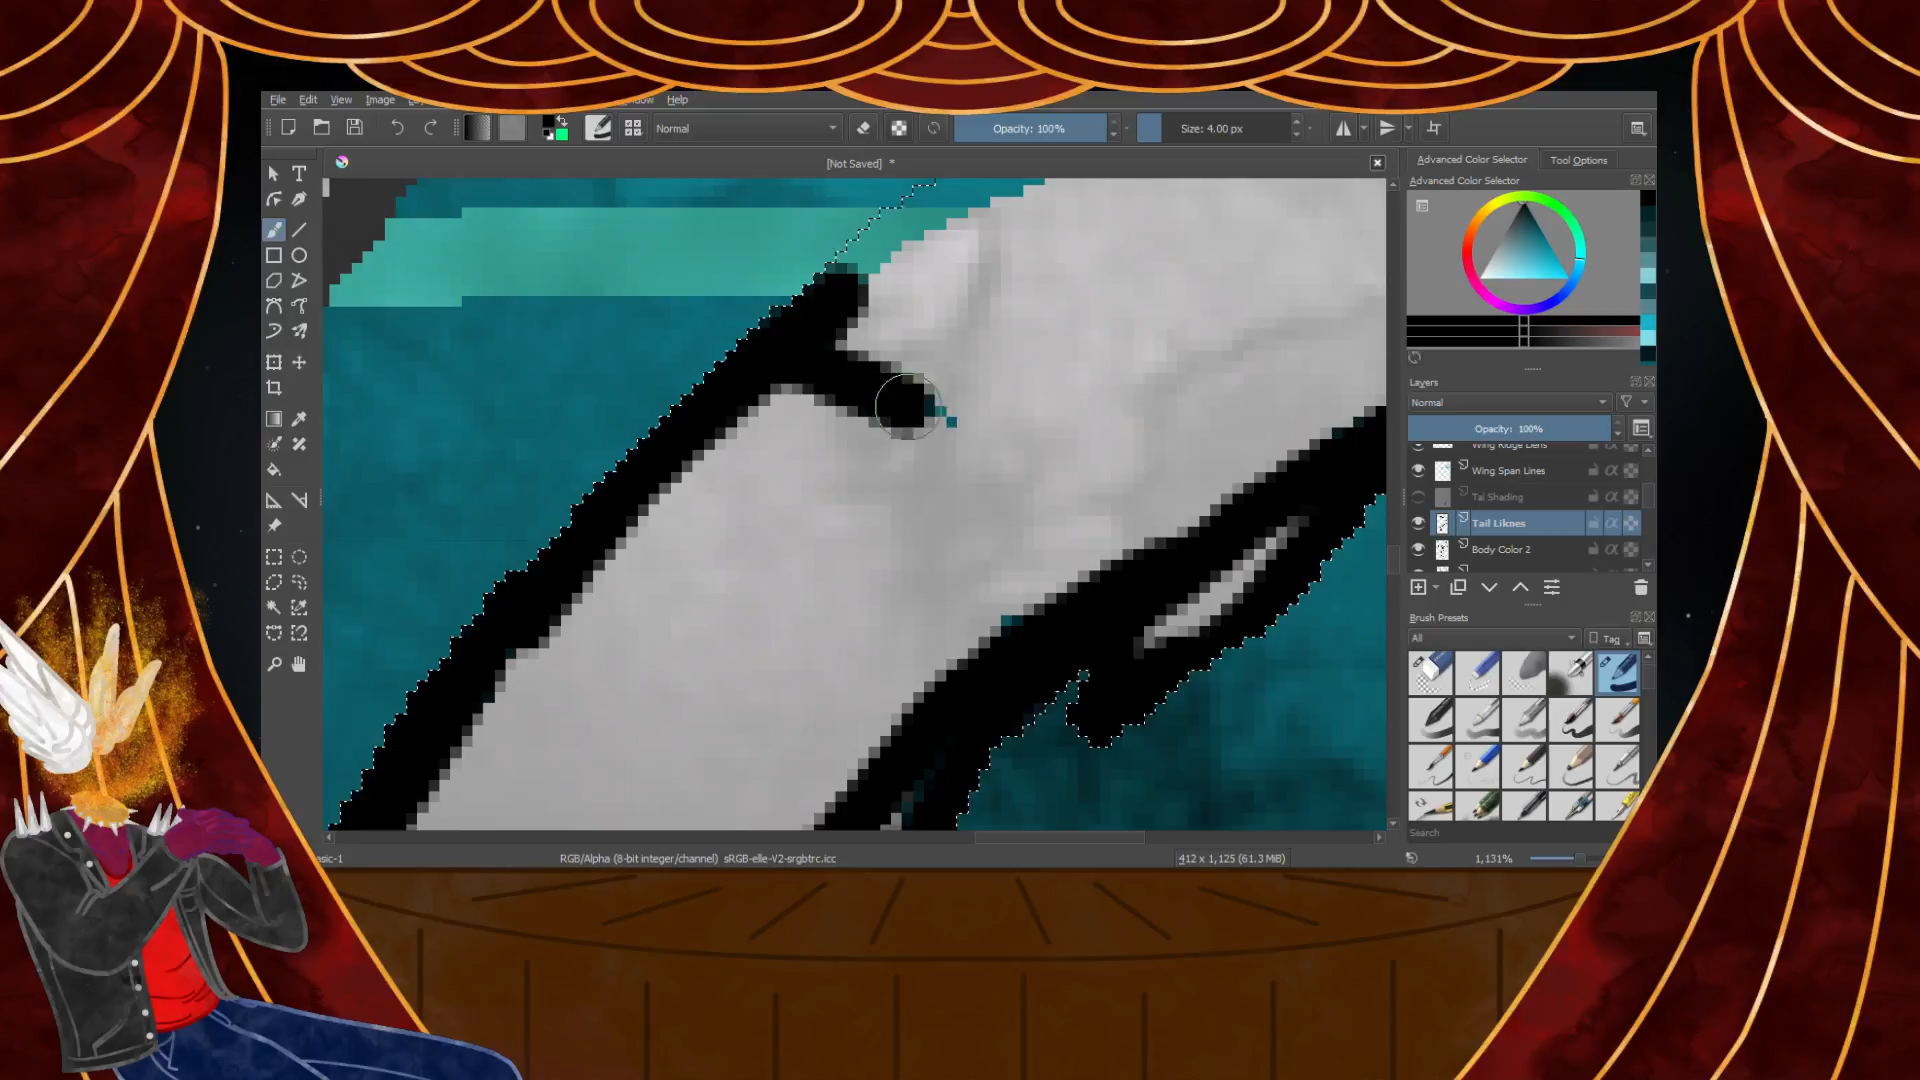 File Edit View Image Help
Normal Opacity: 100% Size: 4.00 px
[Not Saved] *
Advanced Color Selector Tool Options
Advanced Color Selector
Layers
Normal
Opacity: 100%
Wing Span Lines
Tal Shading
Tail Liknes
Body Color 2
Brush Presets
All Tag
Search
asic-1 RGB/Alpha (8-bit integer/channel) sRGB-elle-V2-srgbtrc.icc 412 x 1,125 (61.3 MiB) 1,131%